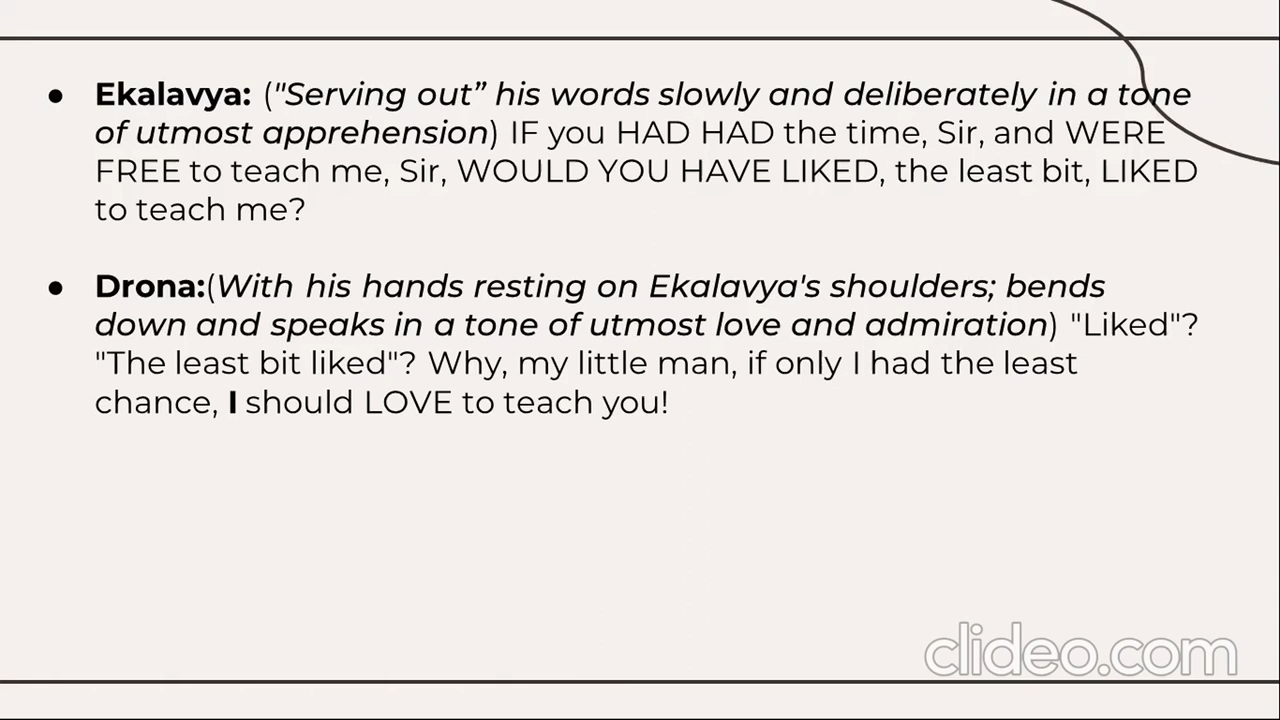 ● Ekalavya: ("Serving out” his words slowly and deliberately in a tone
of utmost apprehension) IF you HAD HAD the time, Sir, and WERE
FREE to teach me, Sir, WOULD YOU HAVE LIKED, the least bit, LIKED
to teach me?
● Drona:(With his hands resting on Ekalavya's shoulders; bends
down and speaks in a tone of utmost love and admiration) "Liked"?
"The least bit liked"? Why, my little man, if only I had the least
chance, I should LOVE to teach you!
clideo.com